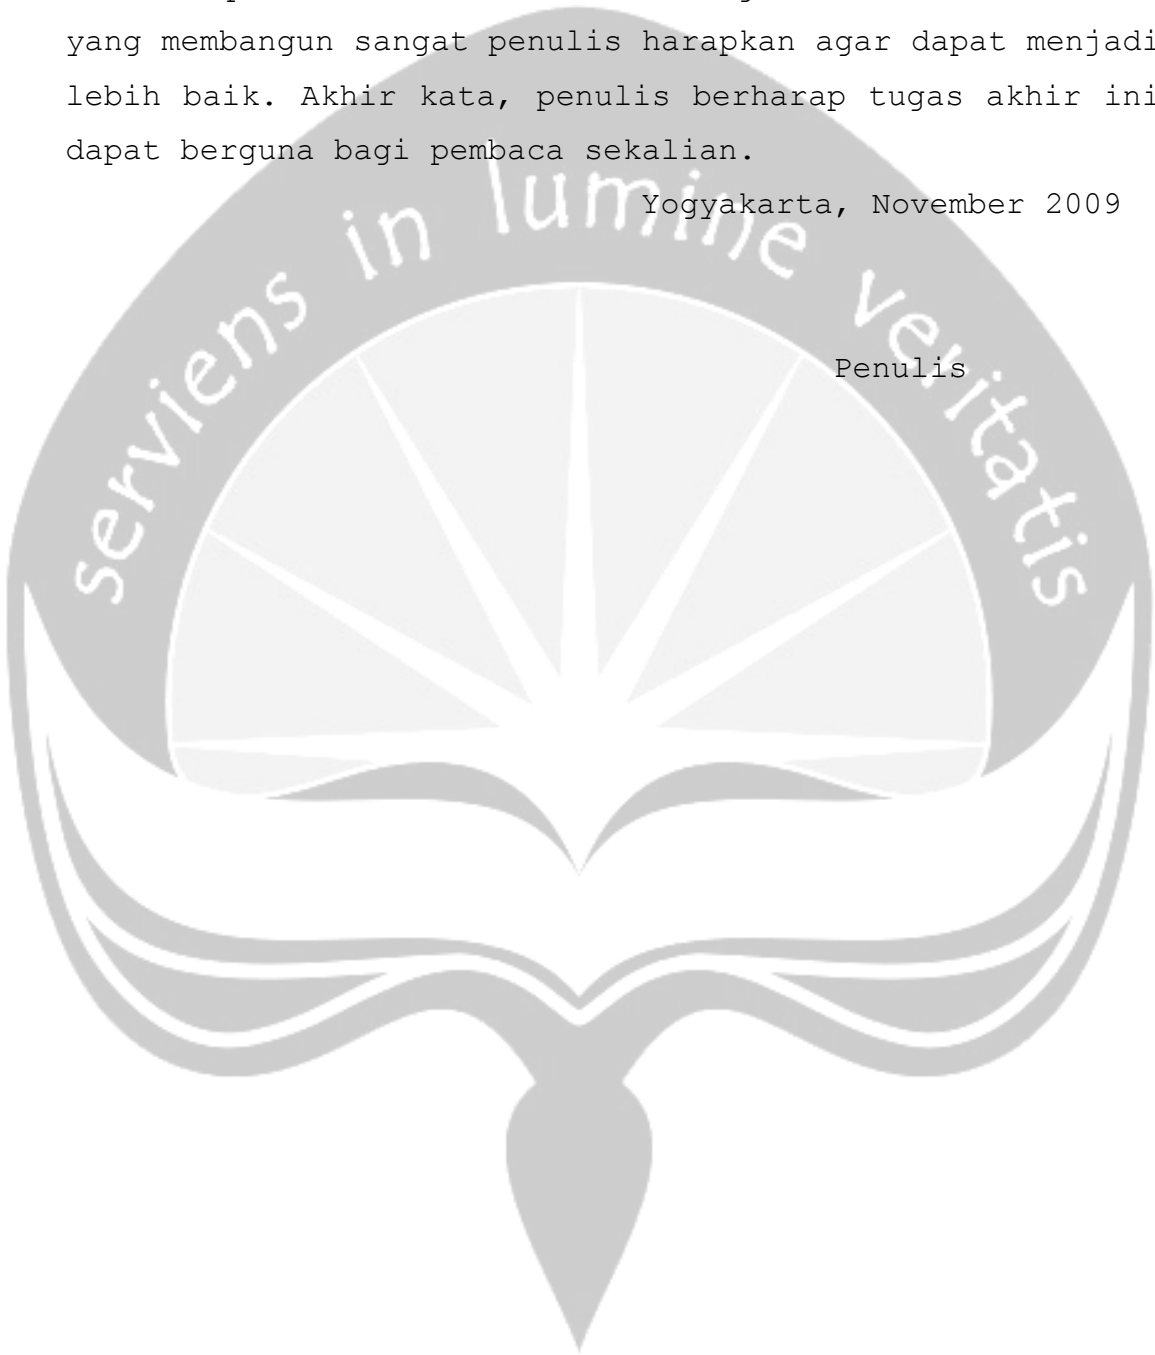 yang membangun sangat penulis harapkan agar dapat menjadi
lebih baik. Akhir kata, penulis berharap tugas akhir ini
dapat berguna bagi pembaca sekalian.
Yogyakarta, November 2009
Penulis
serviens in lumine veritatis